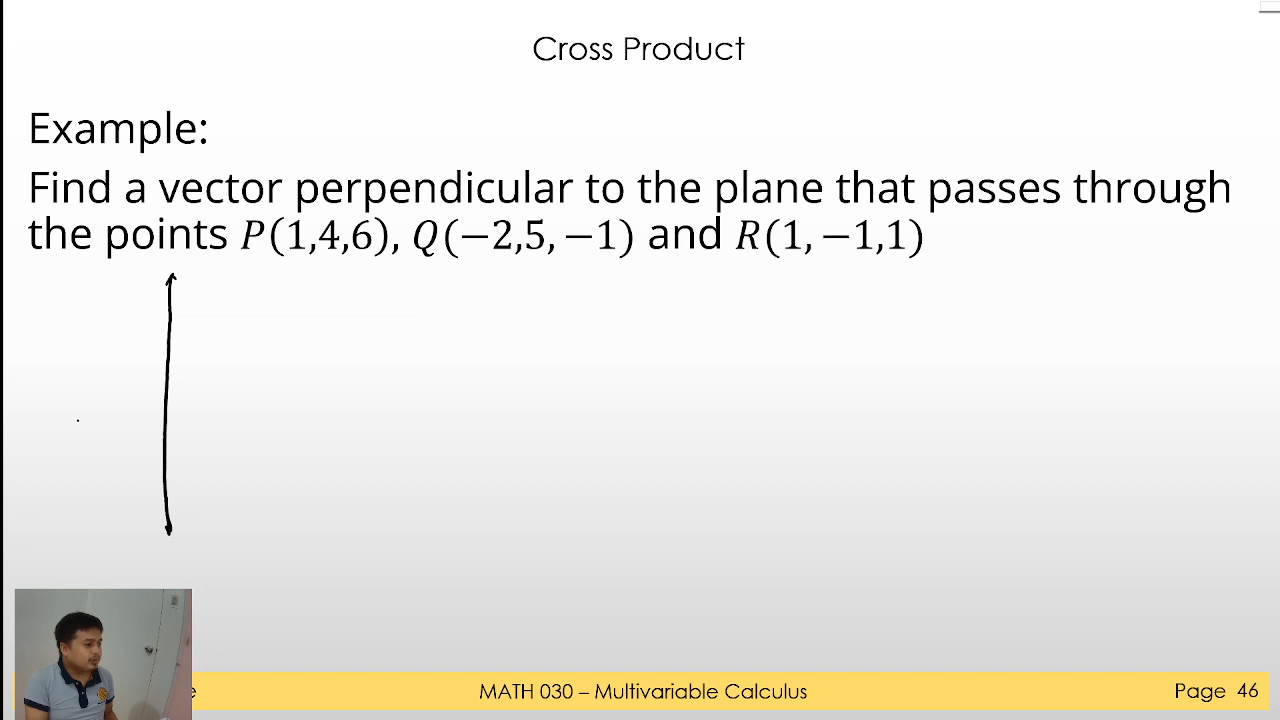 Cross Product
Example:
Find a vector perpendicular to the plane that passes through
the points P(1,4,6), Q(−2,5, −1) and R(1, −1,1)
MATH 030 – Multivariable Calculus
Page 46